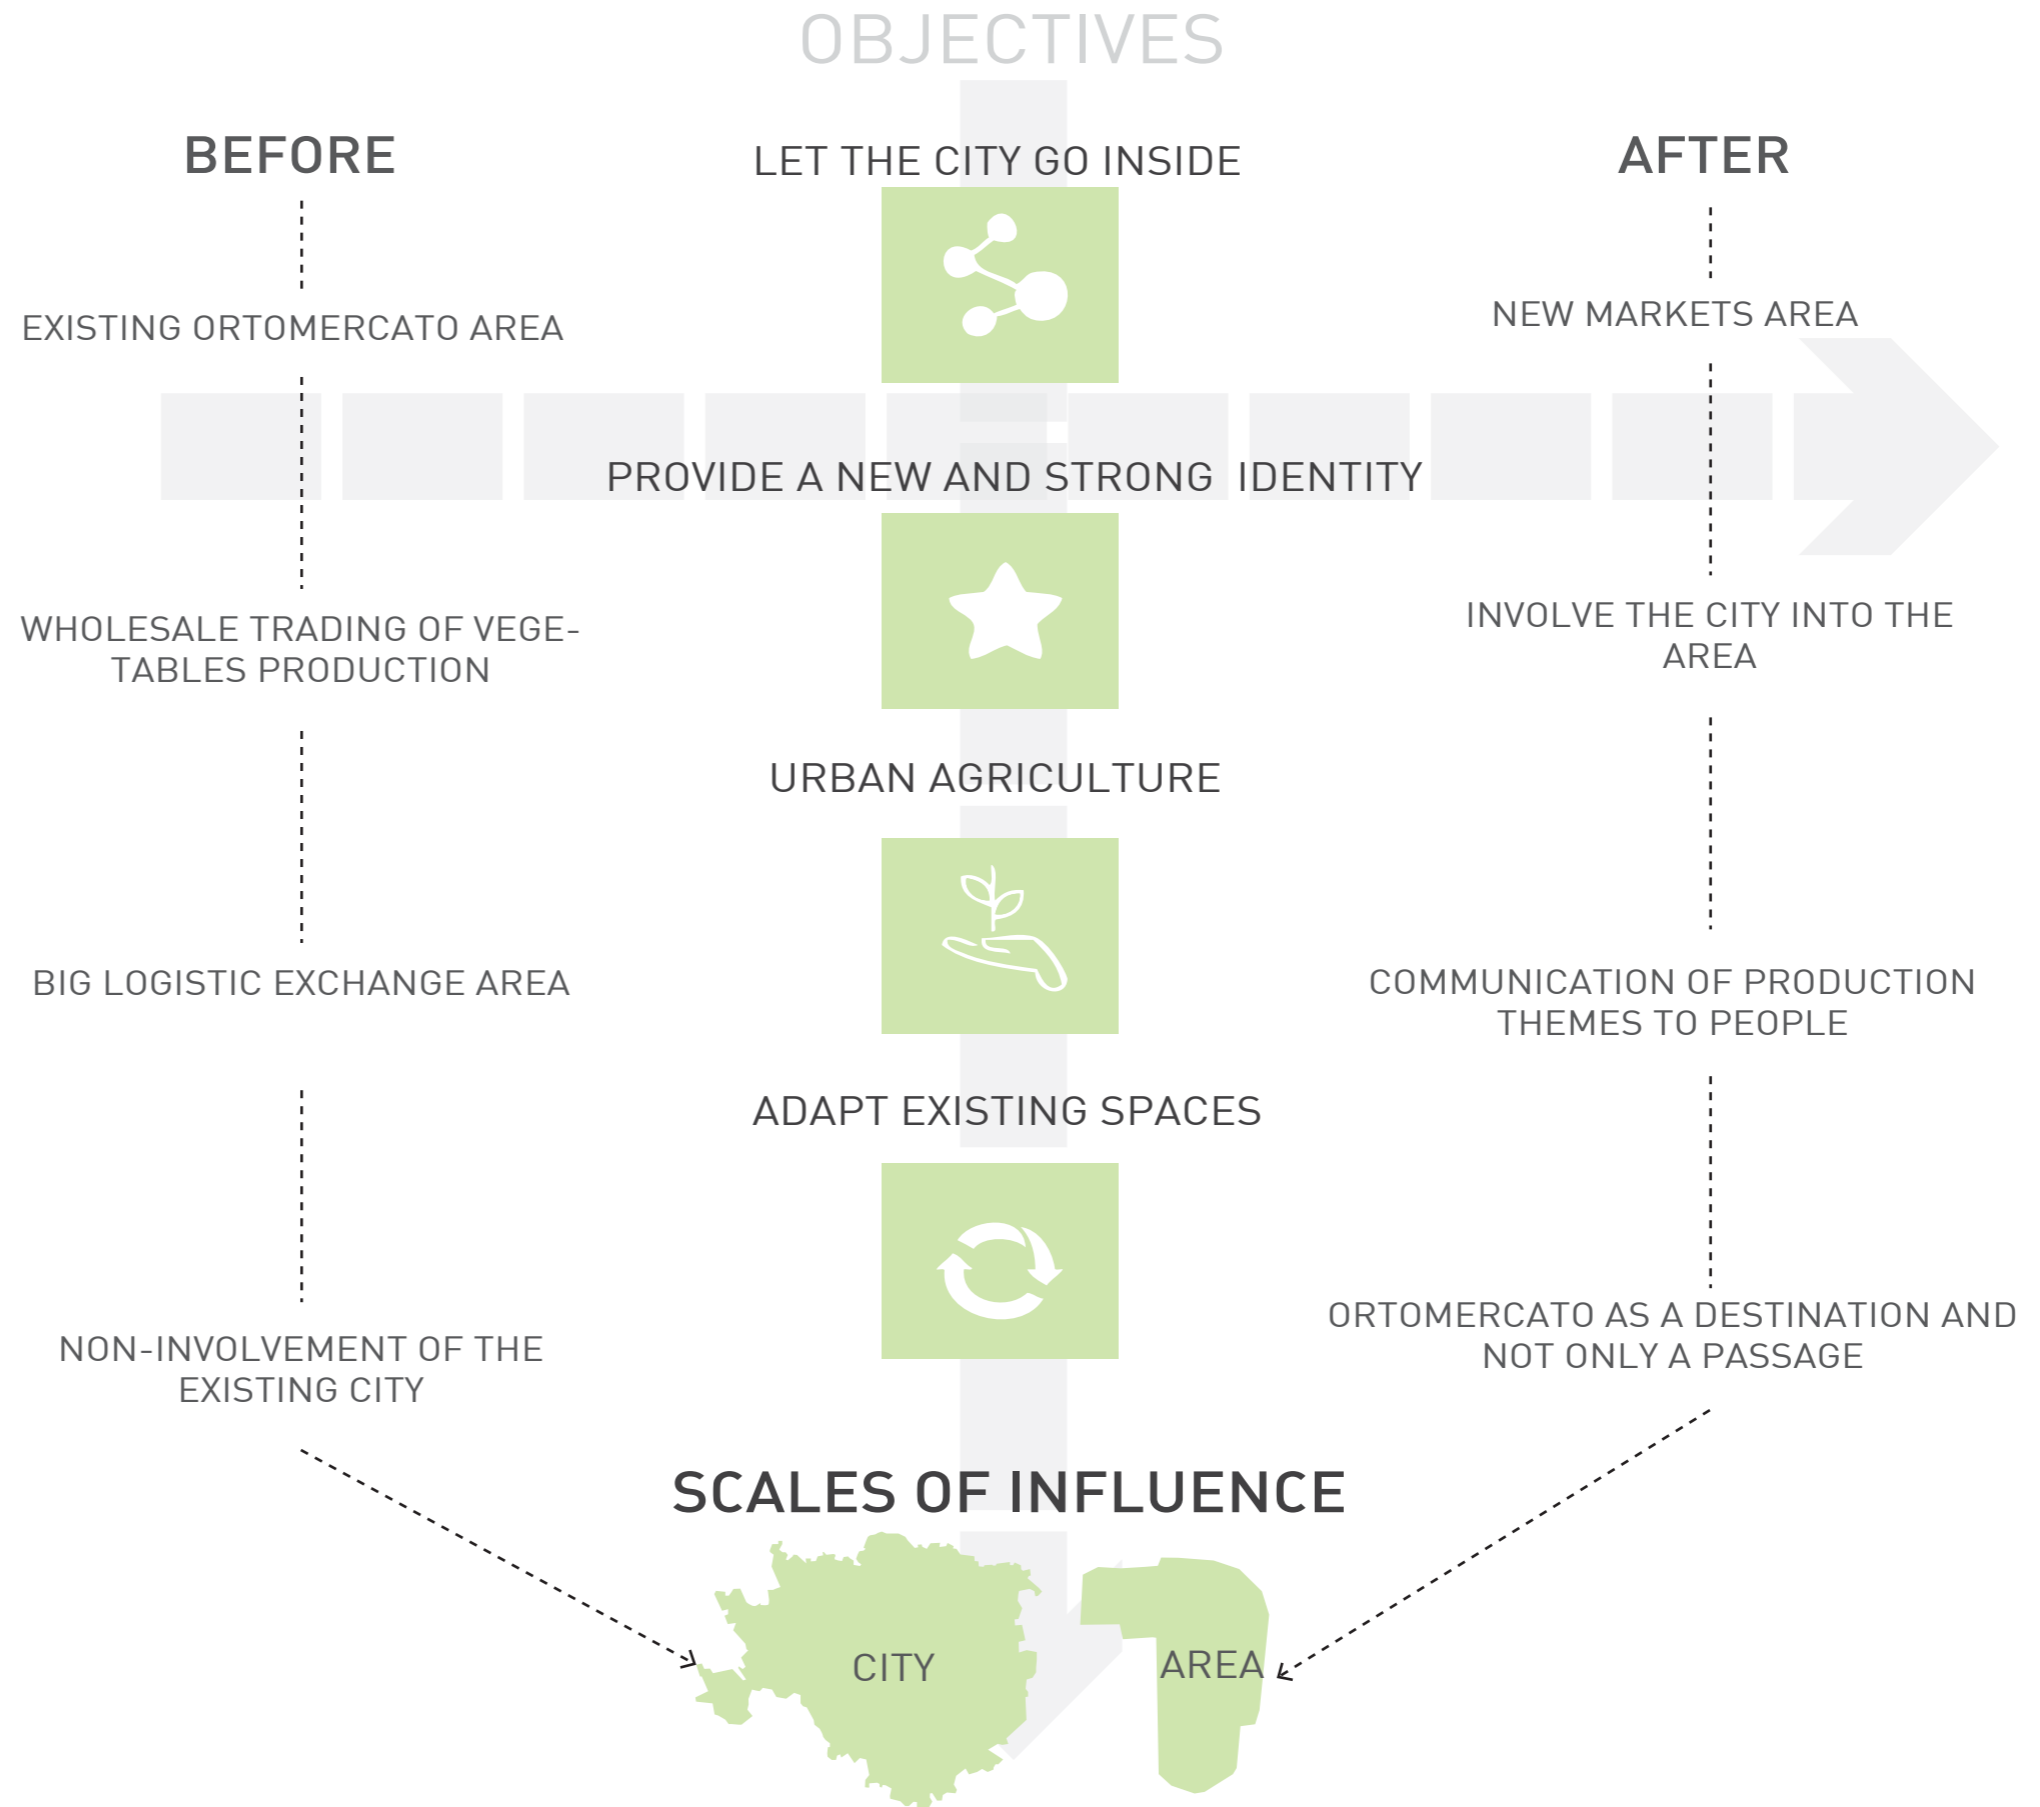 OBJECTIVES
BEFORE
EXISTING ORTOMERCATO AREA
WHOLESALE TRADING OF VEGE-
TABLES PRODUCTION
BIG LOGISTIC EXCHANGE AREA
NON-INVOLVEMENT OF THE
EXISTING CITY
LET THE CITY GO INSIDE
PROVIDE A NEW AND STRONG IDENTITY
URBAN AGRICULTURE
ADAPT EXISTING SPACES
AFTER
NEW MARKETS AREA
INVOLVE THE CITY INTO THE
AREA
COMMUNICATION OF PRODUCTION
THEMES TO PEOPLE
ORTOMERCATO AS A DESTINATION AND
NOT ONLY A PASSAGE
SCALES OF INFLUENCE
CITY
AREA